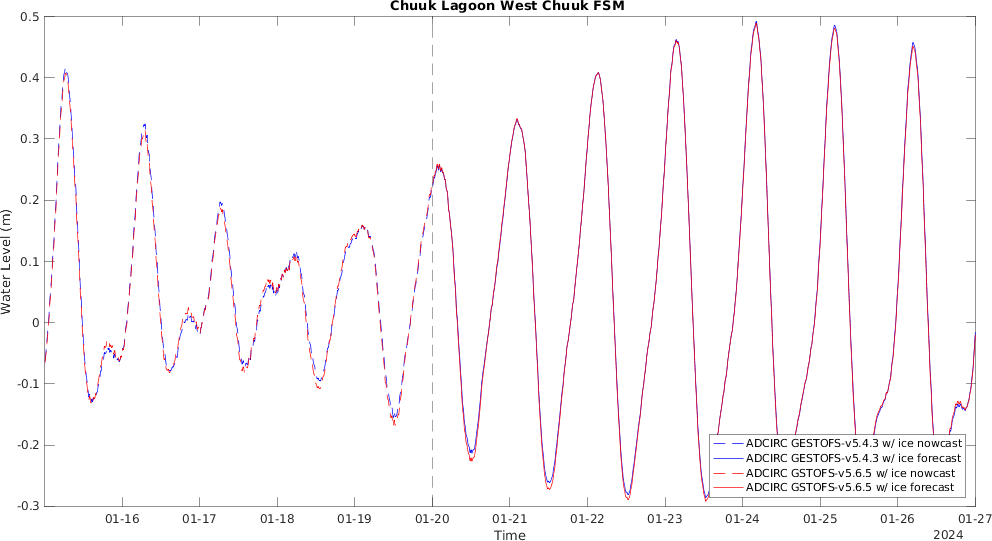 Chuuk Lagoon West Chuuk FSM
0.5
0.4
0.3
0.2
0.1
0
-0.1
-0.2
-0.3
Water Level (m)
ADCIRC GESTOFS-v5.4.3 w/ ice nowcast
ADCIRC GESTOFS-v5.4.3 w/ ice forecast
ADCIRC GSTOFS-v5.6.5 w/ ice nowcast
ADCIRC GSTOFS-v5.6.5 w/ ice forecast
01-16 01-17 01-18 01-19 01-20 01-21 01-22 01-23 01-24 01-25 01-26 01-27
Time
2024